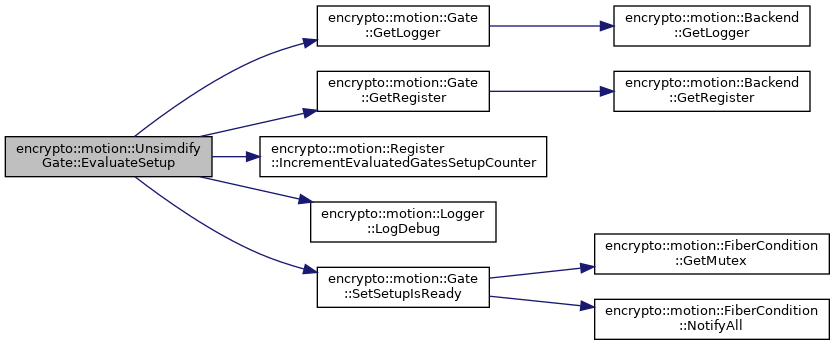 encrypto::motion::Unsimdify
Gate::EvaluateSetup
encrypto::motion::Gate
::GetLogger
encrypto::motion::Backend
::GetLogger
encrypto::motion::Gate
::GetRegister
encrypto::motion::Backend
::GetRegister
encrypto::motion::Register
::IncrementEvaluatedGatesSetupCounter
encrypto::motion::Logger
::LogDebug
encrypto::motion::Gate
::SetSetupIsReady
encrypto::motion::FiberCondition
::GetMutex
encrypto::motion::FiberCondition
::NotifyAll